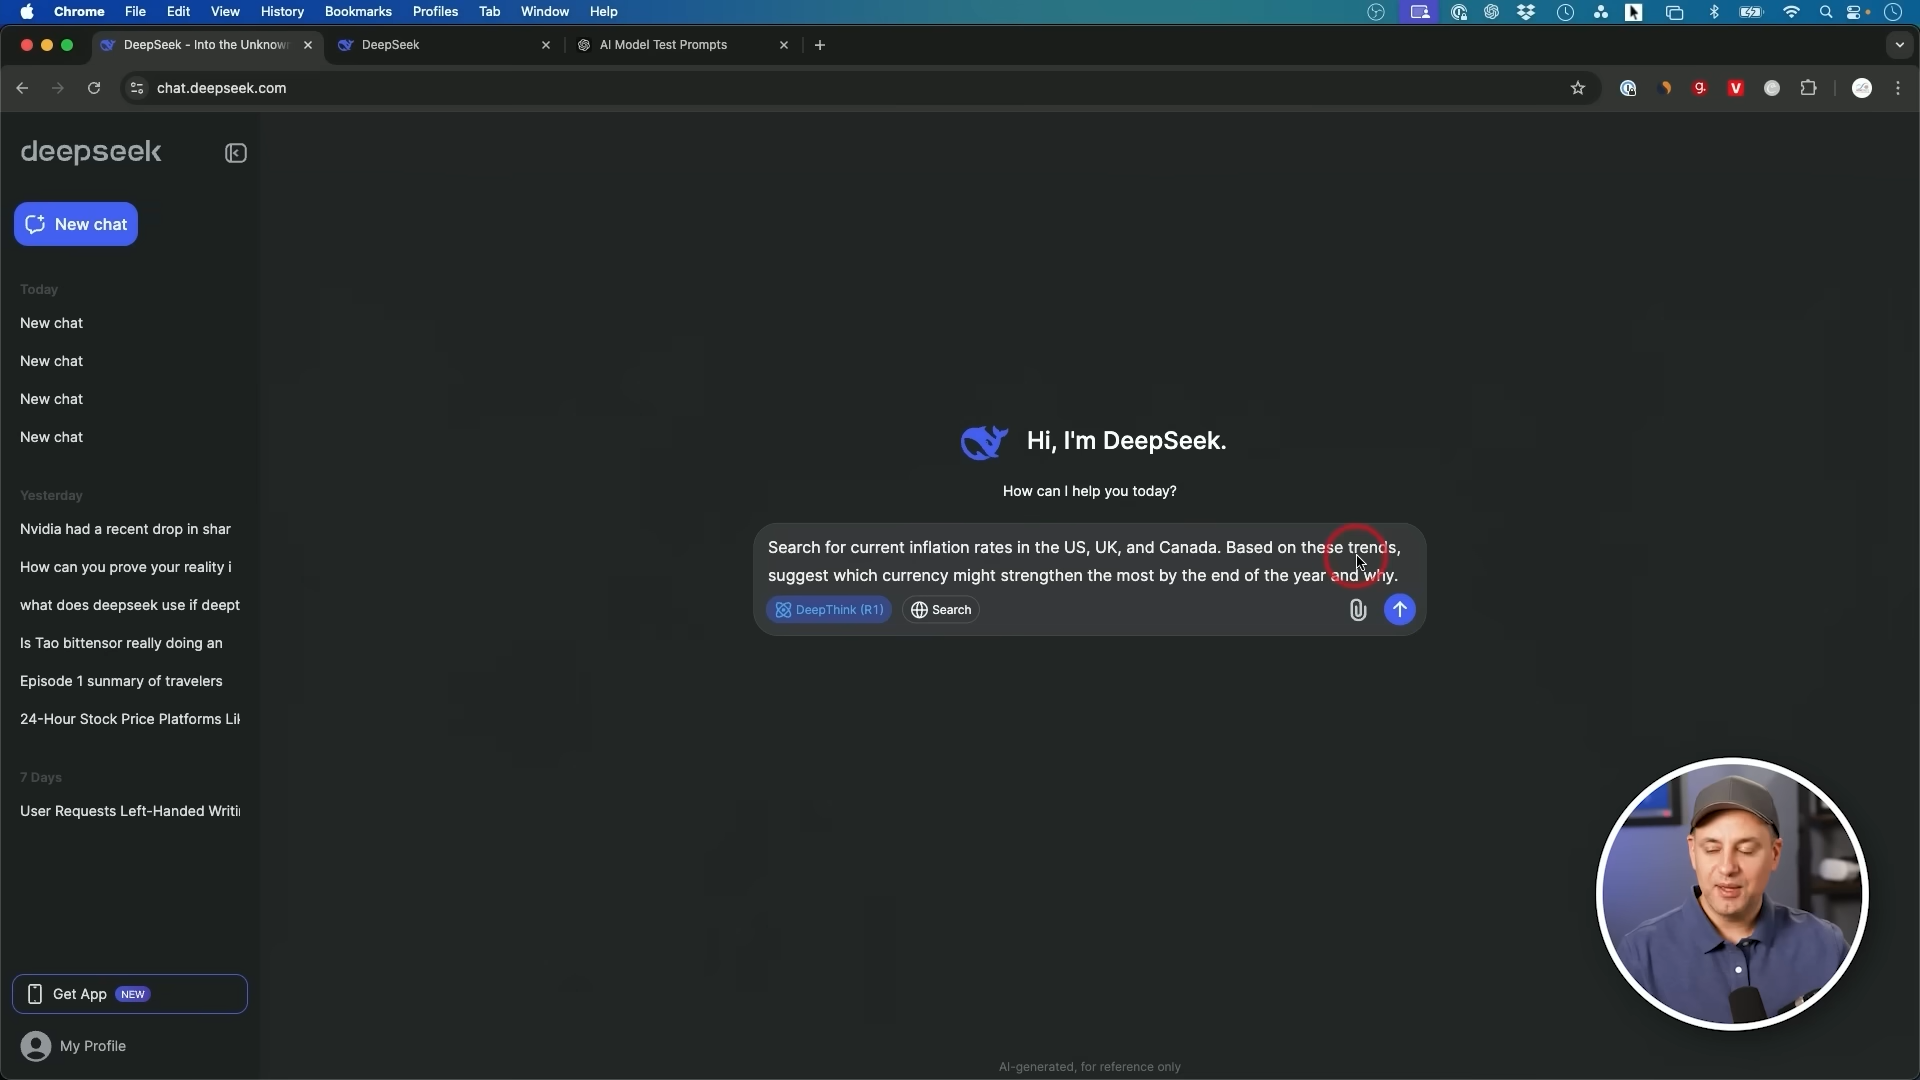 Chrome File Edit View History Bookmarks Profiles Tab Window Help
DeepSeek - Into the Unknown
DeepSeek
AI Model Test Prompts
chat.deepseek.com
deepseek
New chat
Today
New chat
New chat
New chat
New chat
Yesterday
Nvidia had a recent drop in shar
How can you prove your reality i
what does deepseek use if deept
Is Tao bittensor really doing an
Episode 1 sunmary of travelers
24-Hour Stock Price Platforms Lik
7 Days
User Requests Left-Handed Writi
Get App NEW
My Profile
Hi, I'm DeepSeek.
How can I help you today?
Search for current inflation rates in the US, UK, and Canada. Based on these trends,
suggest which currency might strengthen the most by the end of the year and why.
DeepThink (R1) Search
AI-generated, for reference only